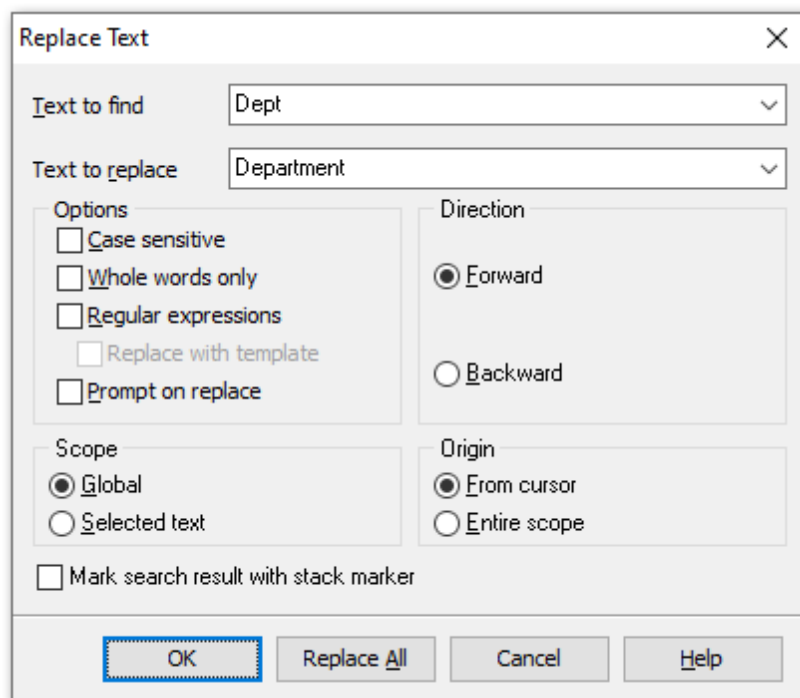 Replace Text
Text to find
Dept
Text to replace
Department
Options
Case sensitive
Whole words only
Regular expressions
Replace with template
Prompt on replace
Direction
Forward
Backward
Scope
Global
Selected text
Origin
From cursor
Entire scope
Mark search result with stack marker
OK
Replace All
Cancel
Help